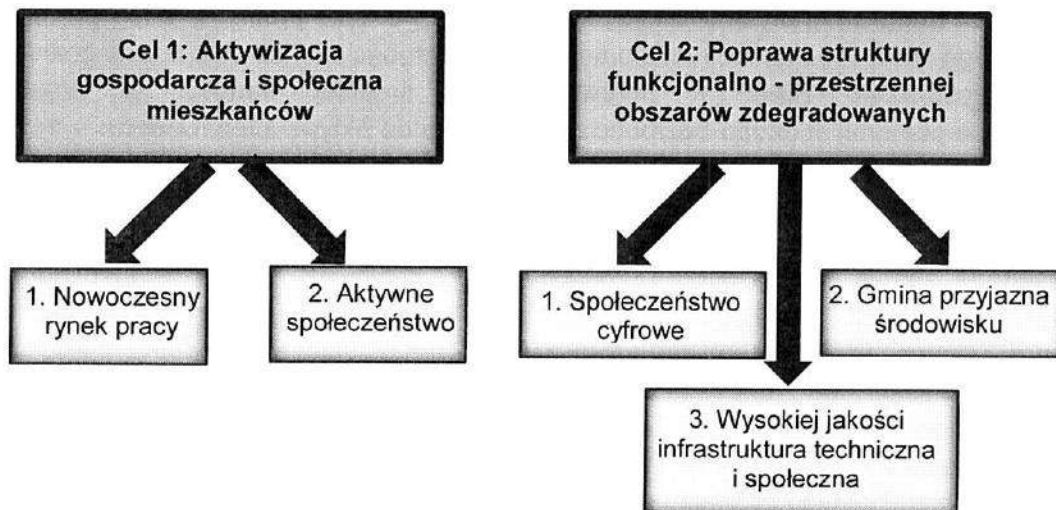 Cel 1: Aktywizacja
gospodarcza i społeczna
mieszkańców
1. Nowoczesny
rynek pracy
2. Aktywne
społeczeństwo
Cel 2: Poprawa struktury
funkcjonalno - przestrzennej
obszarów zdegradowanych
1. Społeczeństwo
cyfrowe
2. Gmina przyjazna
środowisku
3. Wysokiej jakości
infrastruktura techniczna
i społeczna